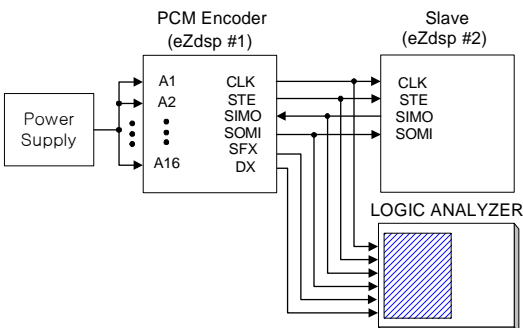 PCM Encoder
(eZdsp #1)
Slave
(eZdsp #2)
Power
Supply
A1
A2
A16
CLK
STE
SIMO
SOMI
SFX
DX
CLK
STE
SIMO
SOMI
LOGIC ANALYZER